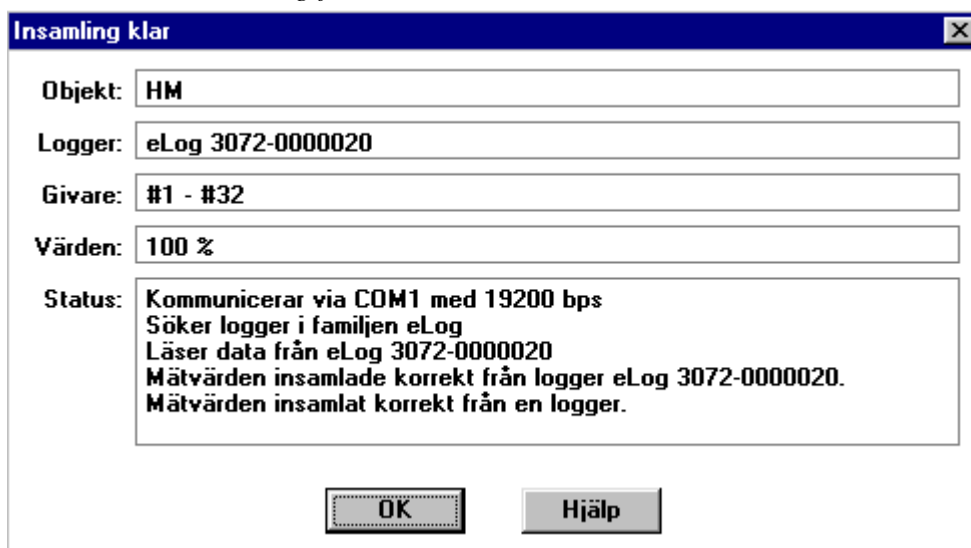 Insamling klar
Objekt: HM
Logger: eLog 3072-0000020
Givare: #1 - #32
Värden: 100 %
Status: Kommunicerar via COM1 med 19200 bps
Söker logger i familjen eLog
Läser data från eLog 3072-0000020
Mätvärden insamlade korrekt från logger eLog 3072-0000020.
Mätvärden insamlat korrekt från en logger.
OK Hjälp